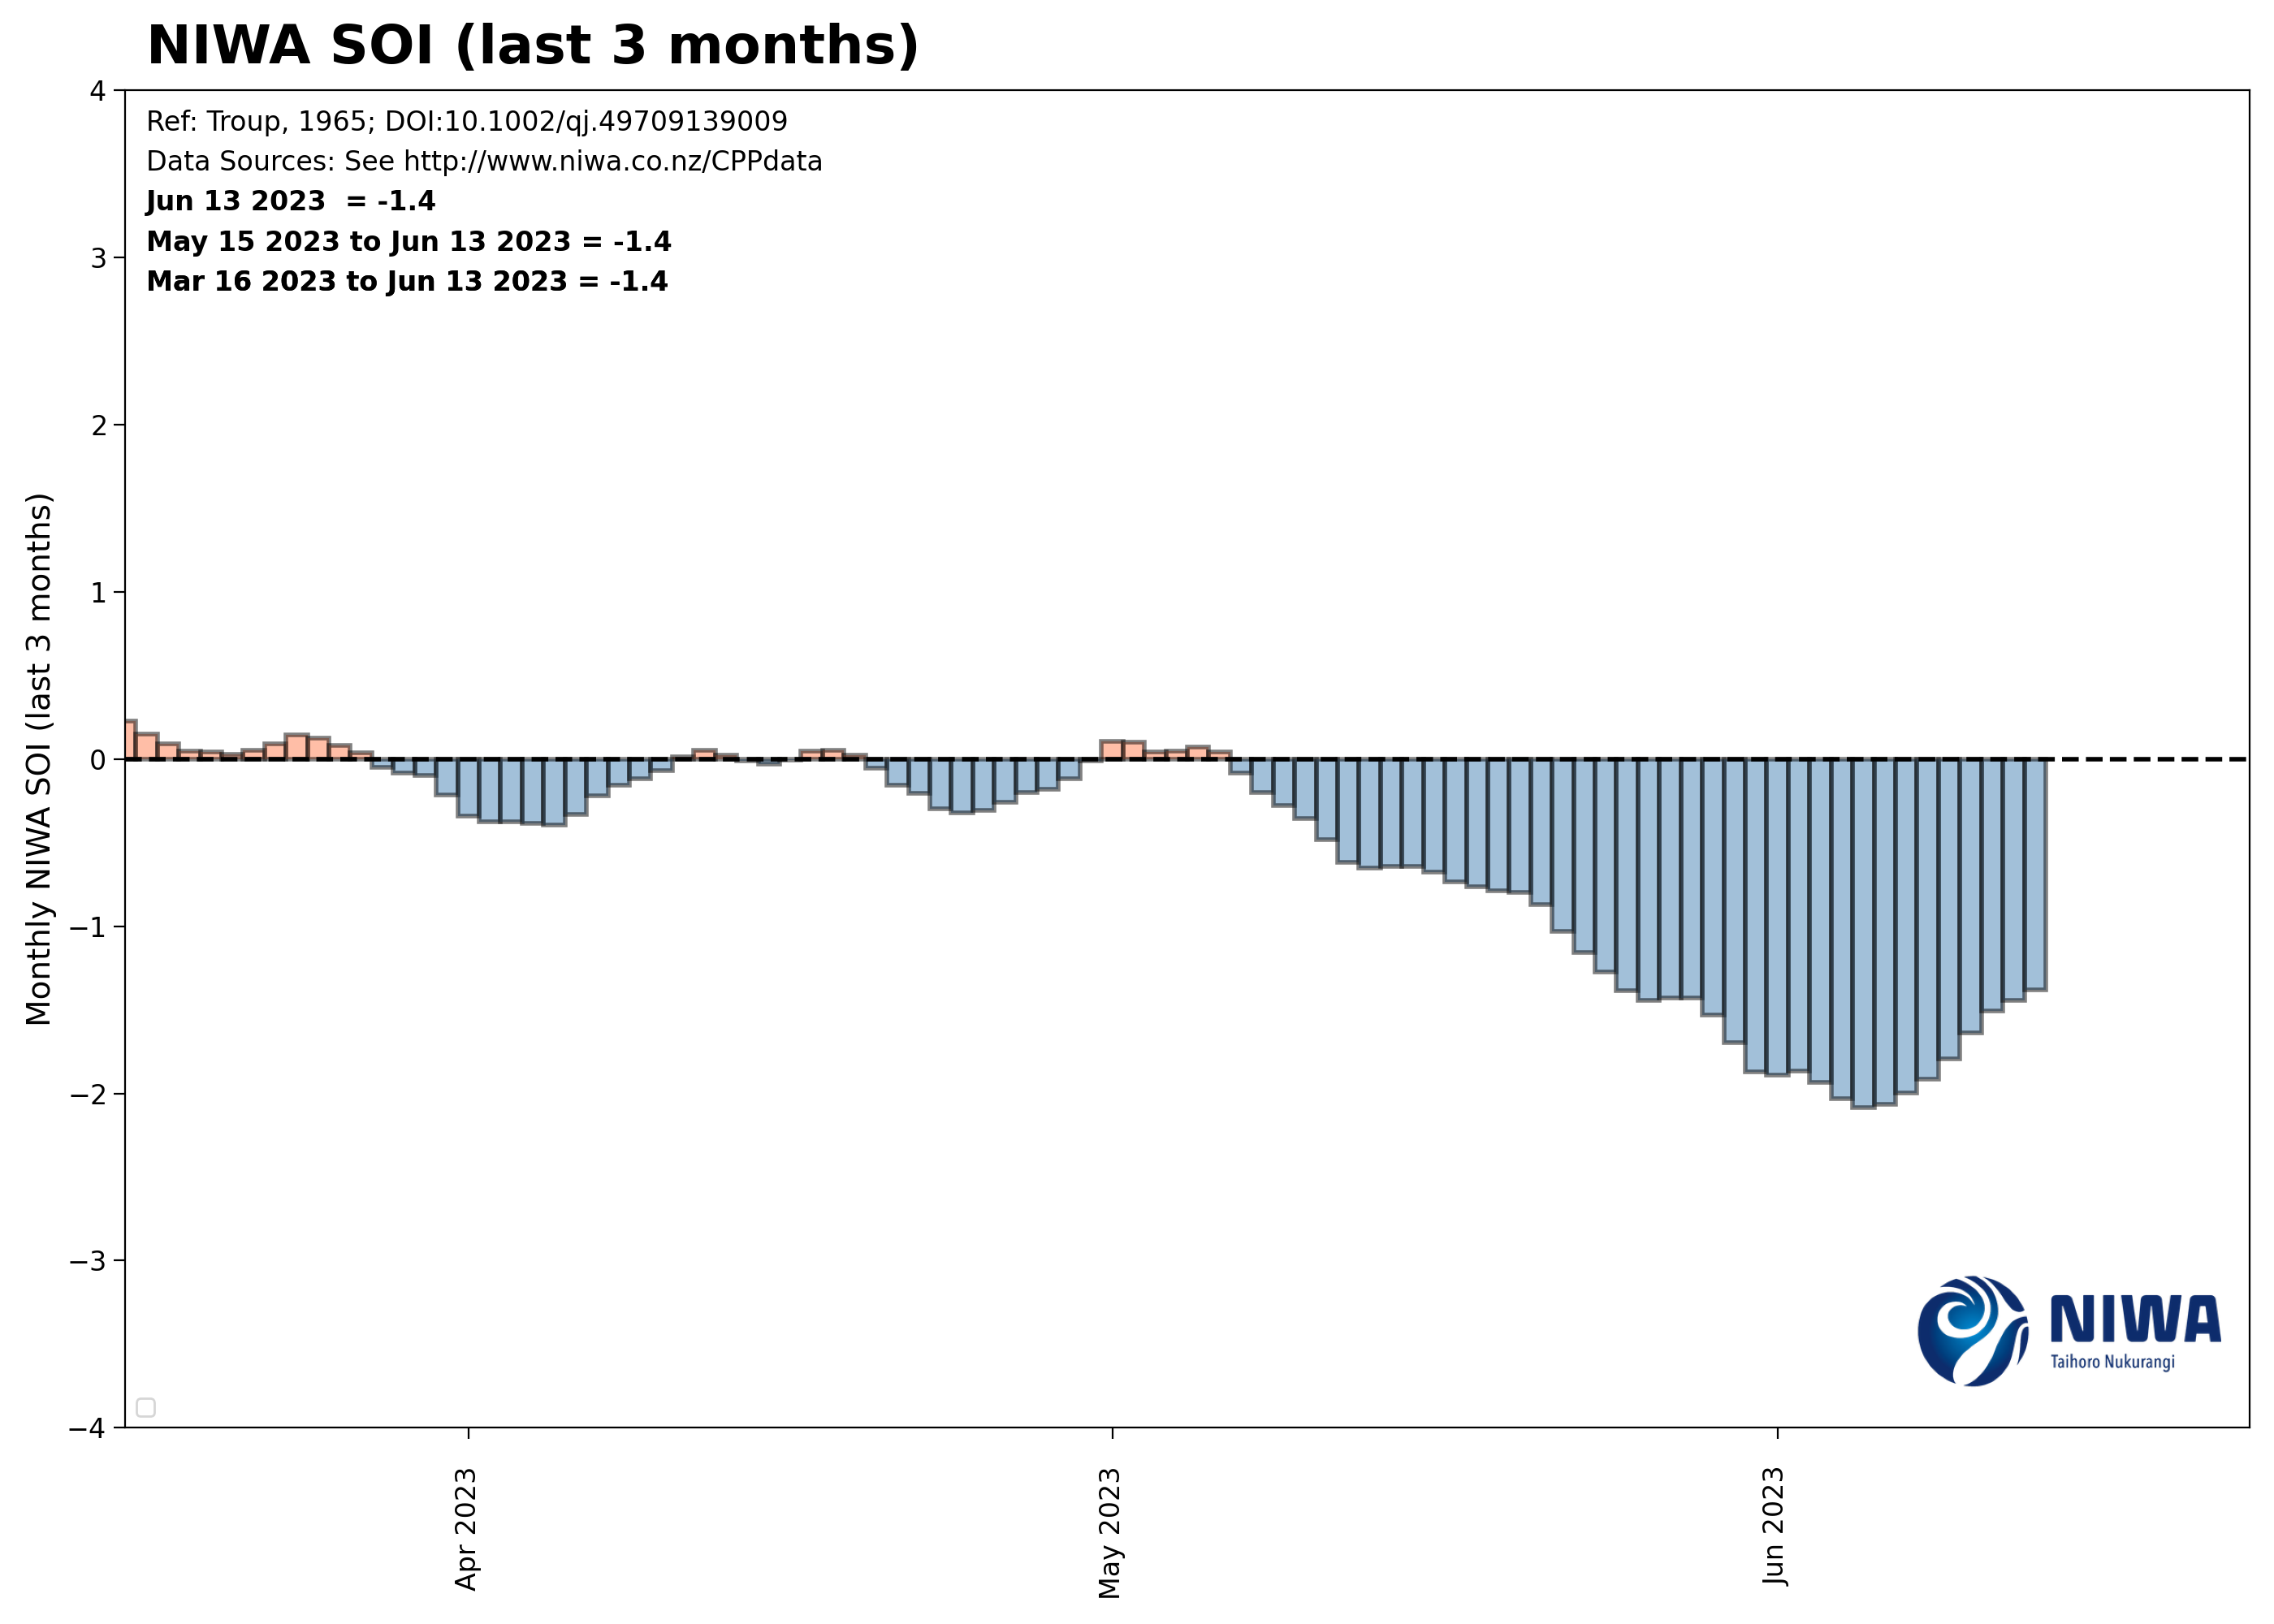 NIWA SOI (last 3 months)
Ref: Troup, 1965; DOI:10.1002/qj.49709139009
Data Sources: See http://www.niwa.co.nz/CPPdata
Jun 13 2023  = -1.4
May 15 2023 to Jun 13 2023 = -1.4
Mar 16 2023 to Jun 13 2023 = -1.4
Monthly NIWA SOI (last 3 months)
4
3
2
1
0
−1
−2
−3
−4
Apr 2023
May 2023
Jun 2023
NIWA
Taihoro Nukurangi